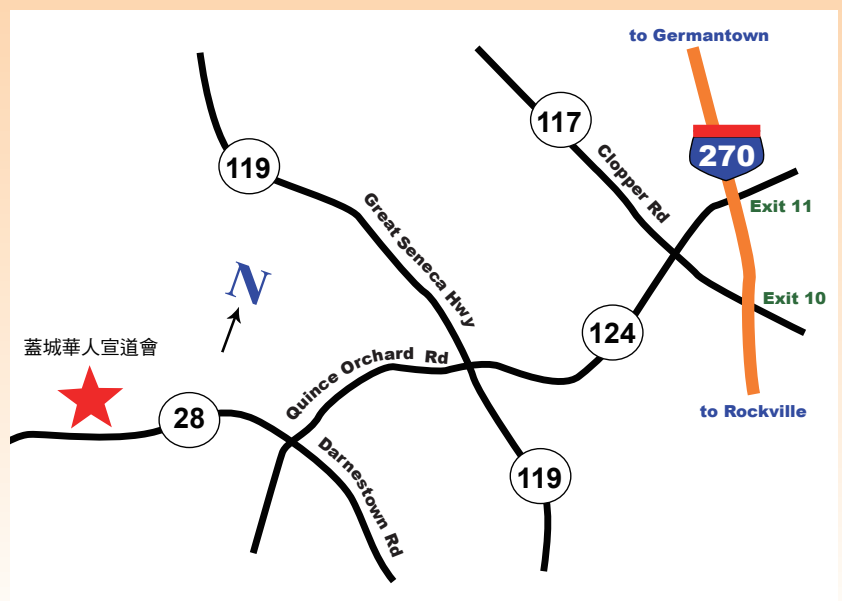 to Germantown
117
270
119
Clopper Rd
Exit 11
Great Seneca Hwy
N
Exit 10
124
蓋城華人宣道會
Quince Orchard Rd
28
to Rockville
Darnestown Rd
119